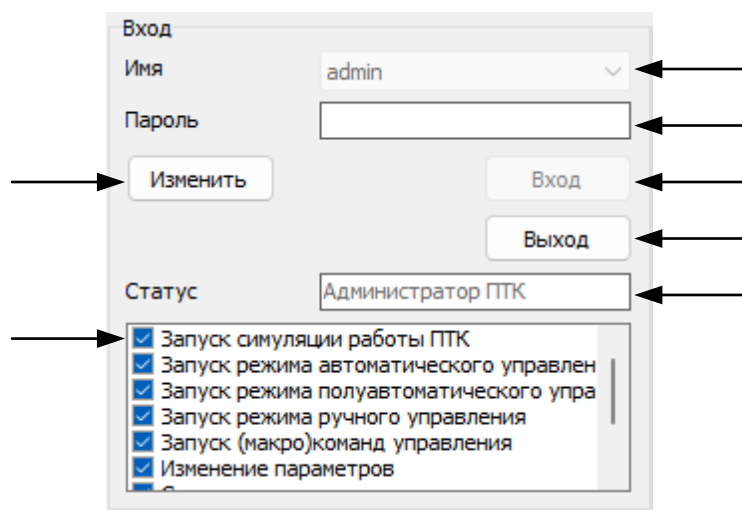 Вход
Имя
admin
Пароль
Изменить
Вход
Выход
Статус
Администратор ПТК
Запуск симуляции работы ПТК
Запуск режима автоматического управлен
Запуск режима полуавтоматического упра
Запуск режима ручного управления
Запуск (макро)команд управления
Изменение параметров